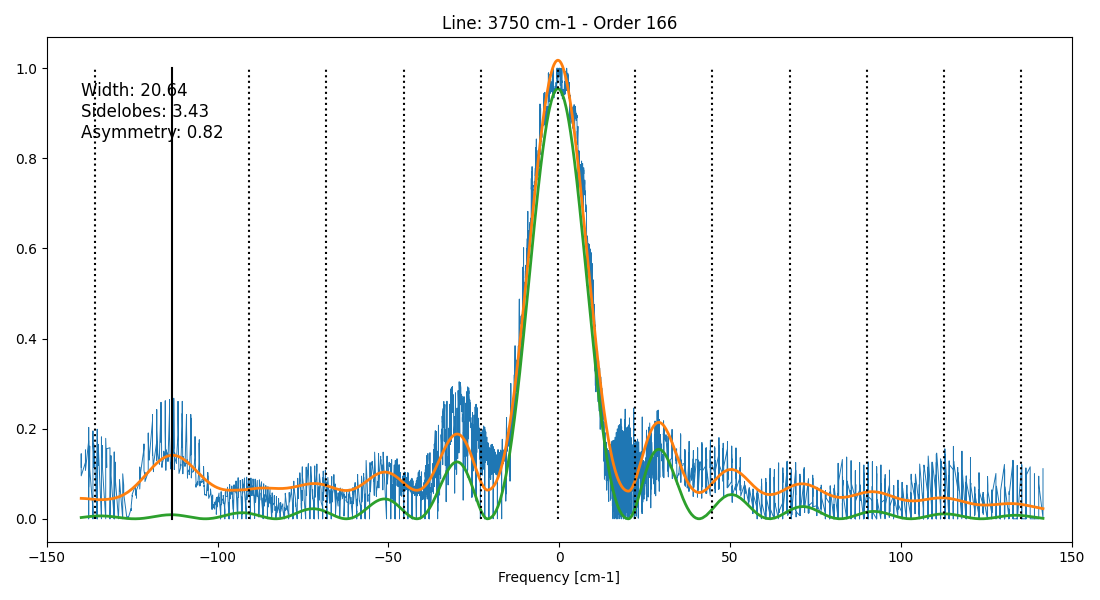 Line: 3750 cm-1 - Order 166
Width: 20.64
Sidelobes: 3.43
Asymmetry: 0.82
1.0
0.8
0.6
0.4
0.2
0.0
−150
−100
−50
0
50
100
150
Frequency [cm-1]